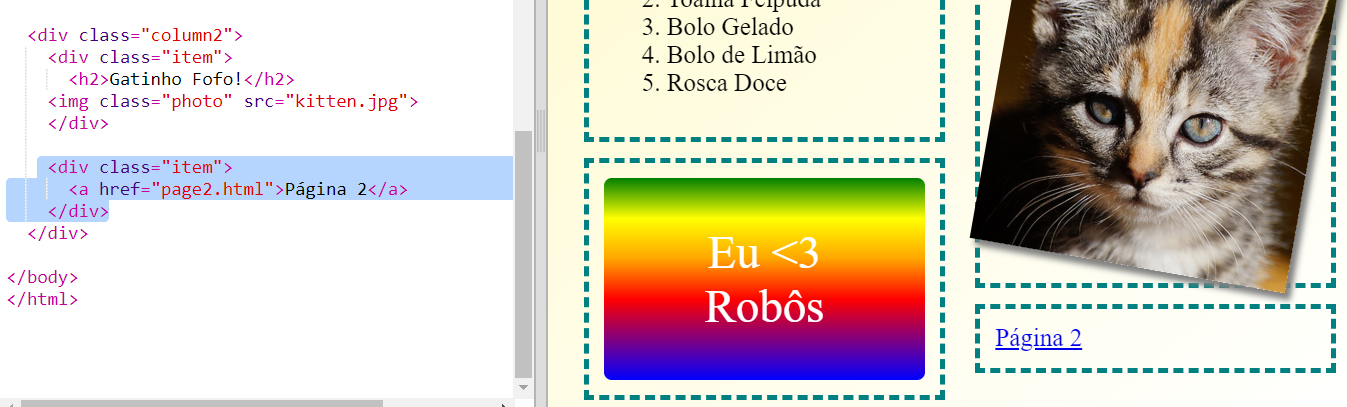 <div class="column2">
<div class="item">
<h2>Gatinho Fofo!</h2>
<img class="photo" src="kitten.jpg">
</div>
<div class="item">
<a href="page2.html">Página 2</a>
</div>
</div>
</body>
</html>
2. Toalha Felpuda
3. Bolo Gelado
4. Bolo de Limão
5. Rosca Doce
Eu <3
Robôs
Página 2